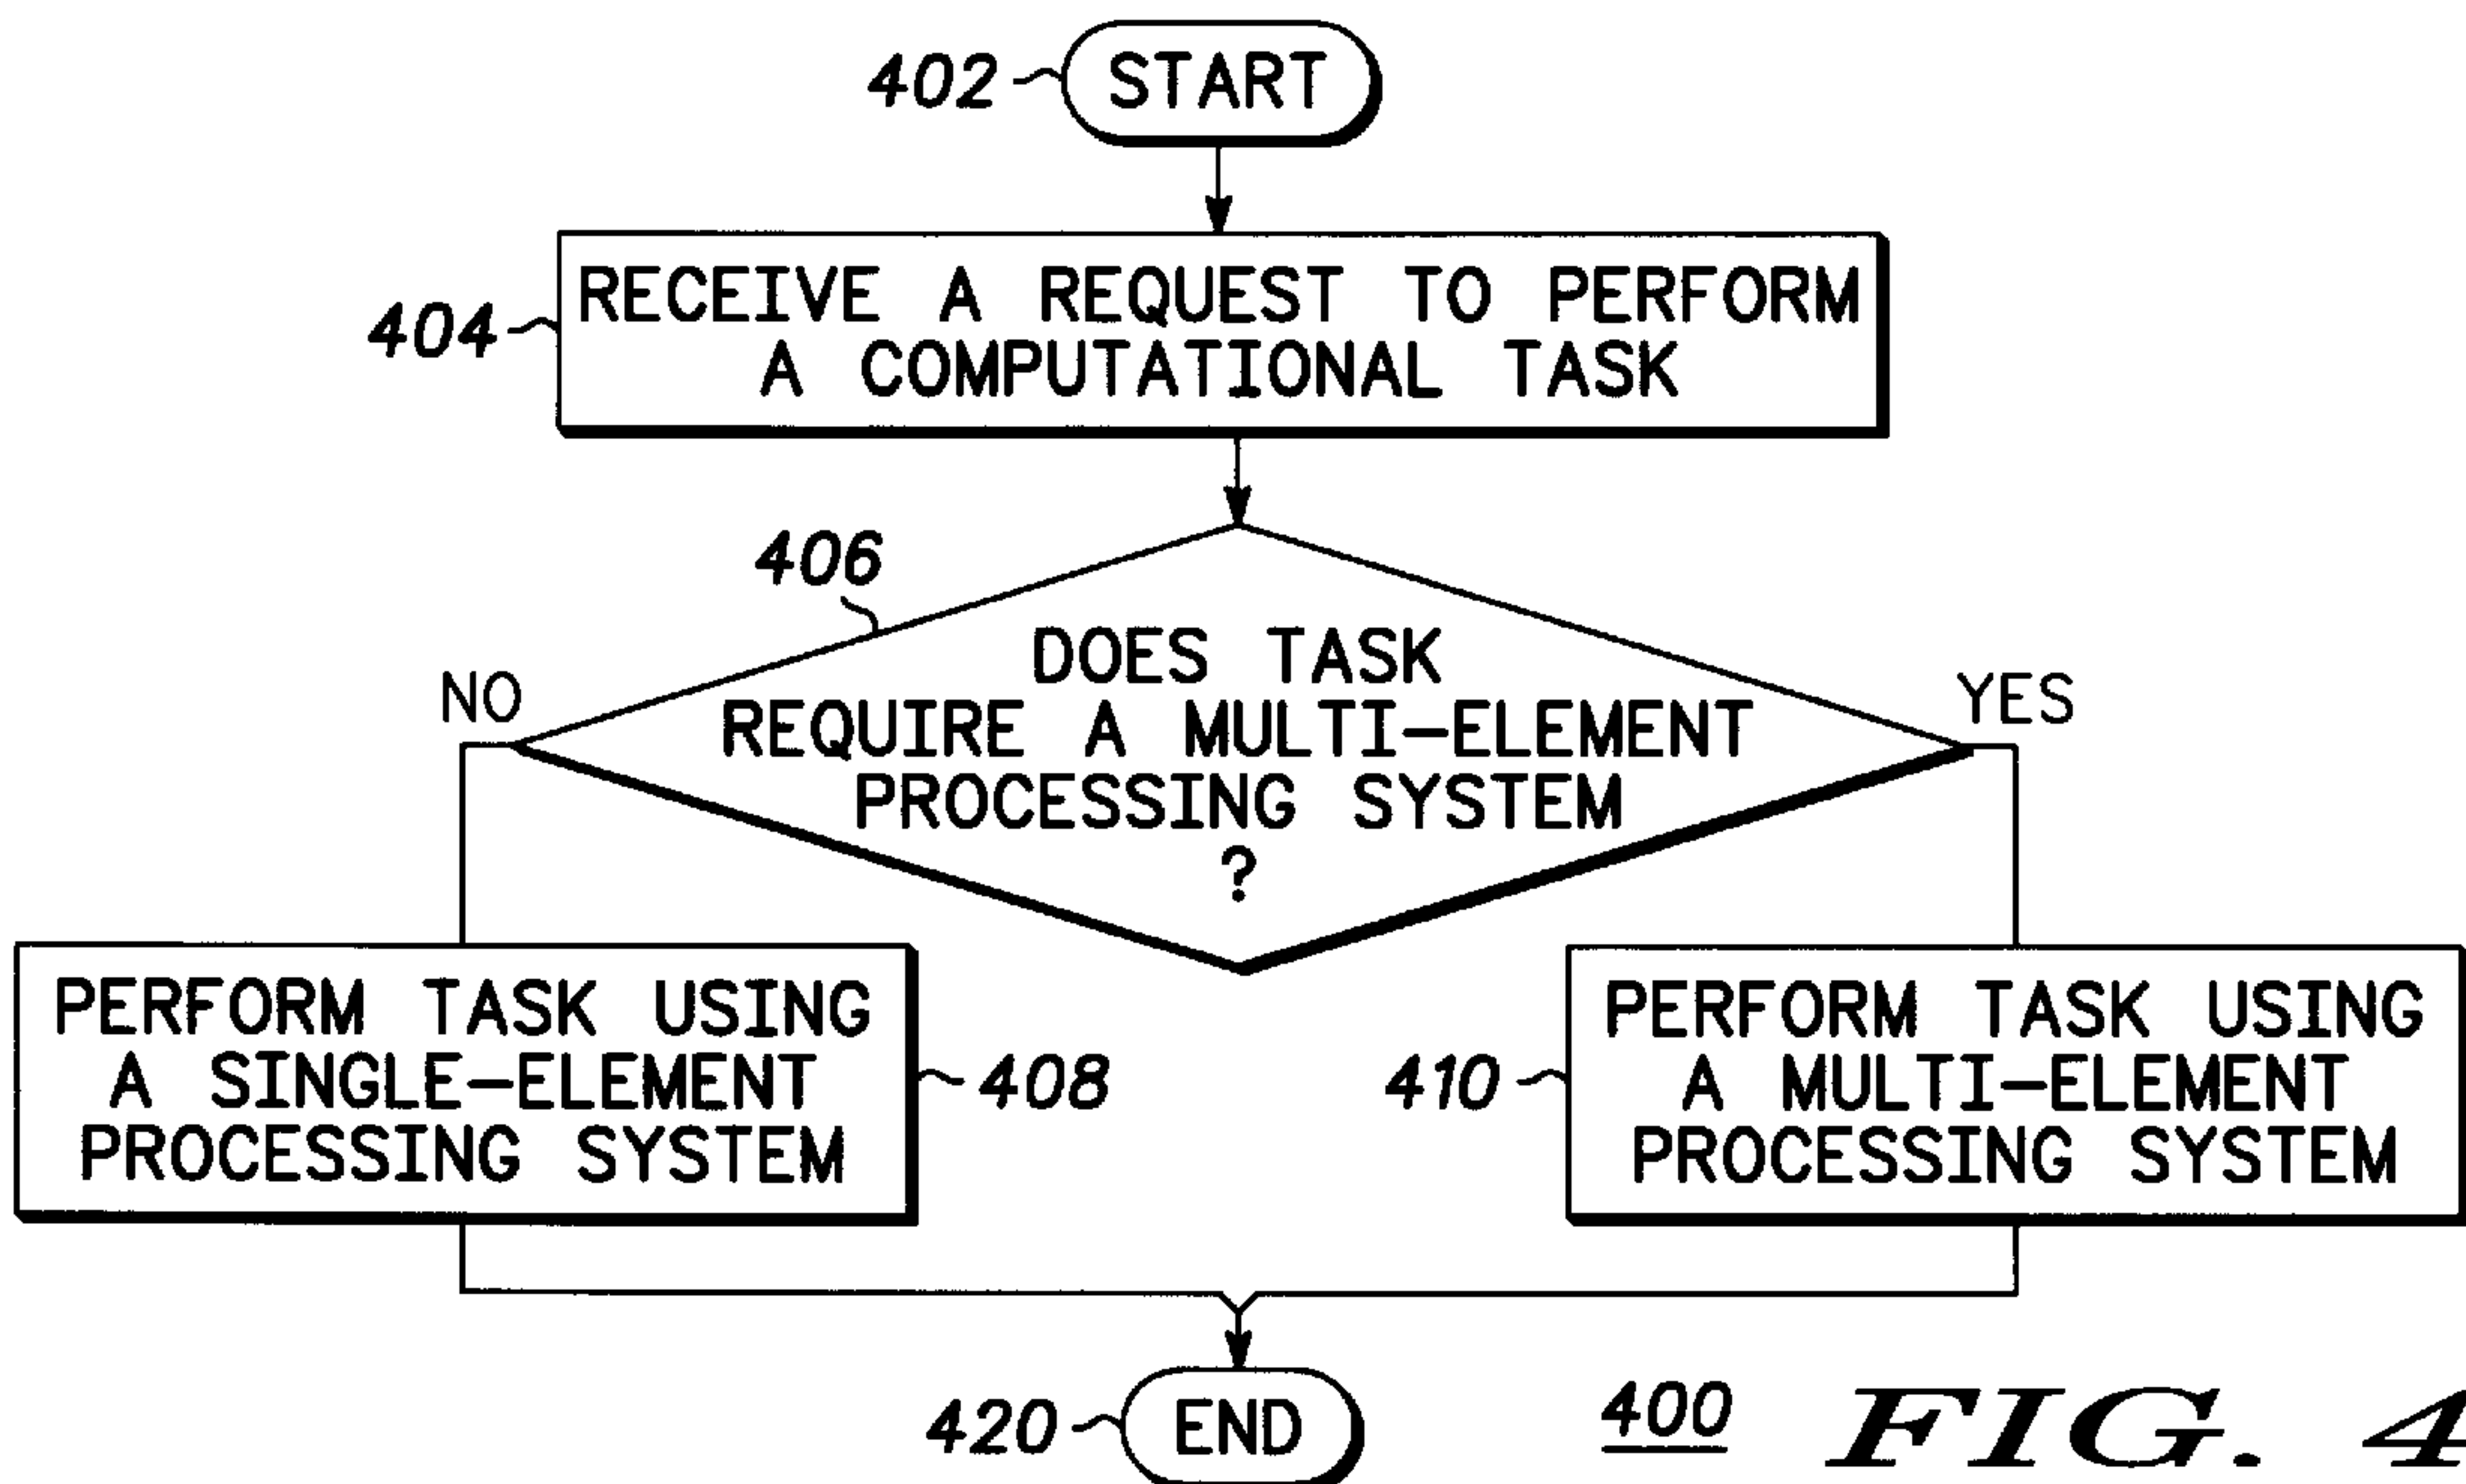 402
START
404
RECEIVE A REQUEST TO PERFORM
A COMPUTATIONAL TASK
406
DOES TASK
REQUIRE A MULTI-ELEMENT
PROCESSING SYSTEM
?
NO
YES
PERFORM TASK USING
A SINGLE-ELEMENT
PROCESSING SYSTEM
408
410
PERFORM TASK USING
A MULTI-ELEMENT
PROCESSING SYSTEM
420
END
400
FIG. 4